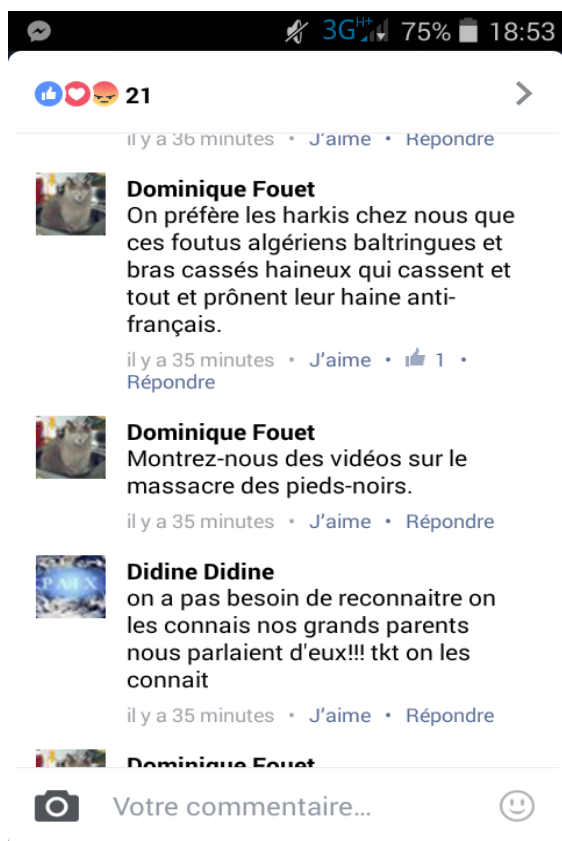 3G H+ 75% 18:53
21
il y a 36 minutes • J'aime • Répondre
Dominique Fouet
On préfère les harkis chez nous que
ces foutus algériens baltringues et
bras cassés haineux qui cassent et
tout et prônent leur haine anti-
français.
il y a 35 minutes • J'aime • 1 •
Répondre
Dominique Fouet
Montrez-nous des vidéos sur le
massacre des pieds-noirs.
il y a 35 minutes • J'aime • Répondre
PAIX
Didine Didine
on a pas besoin de reconnaitre on
les connais nos grands parents
nous parlaient d'eux!!! tkt on les
connait
il y a 35 minutes • J'aime • Répondre
Dominique Fouet
Votre commentaire...